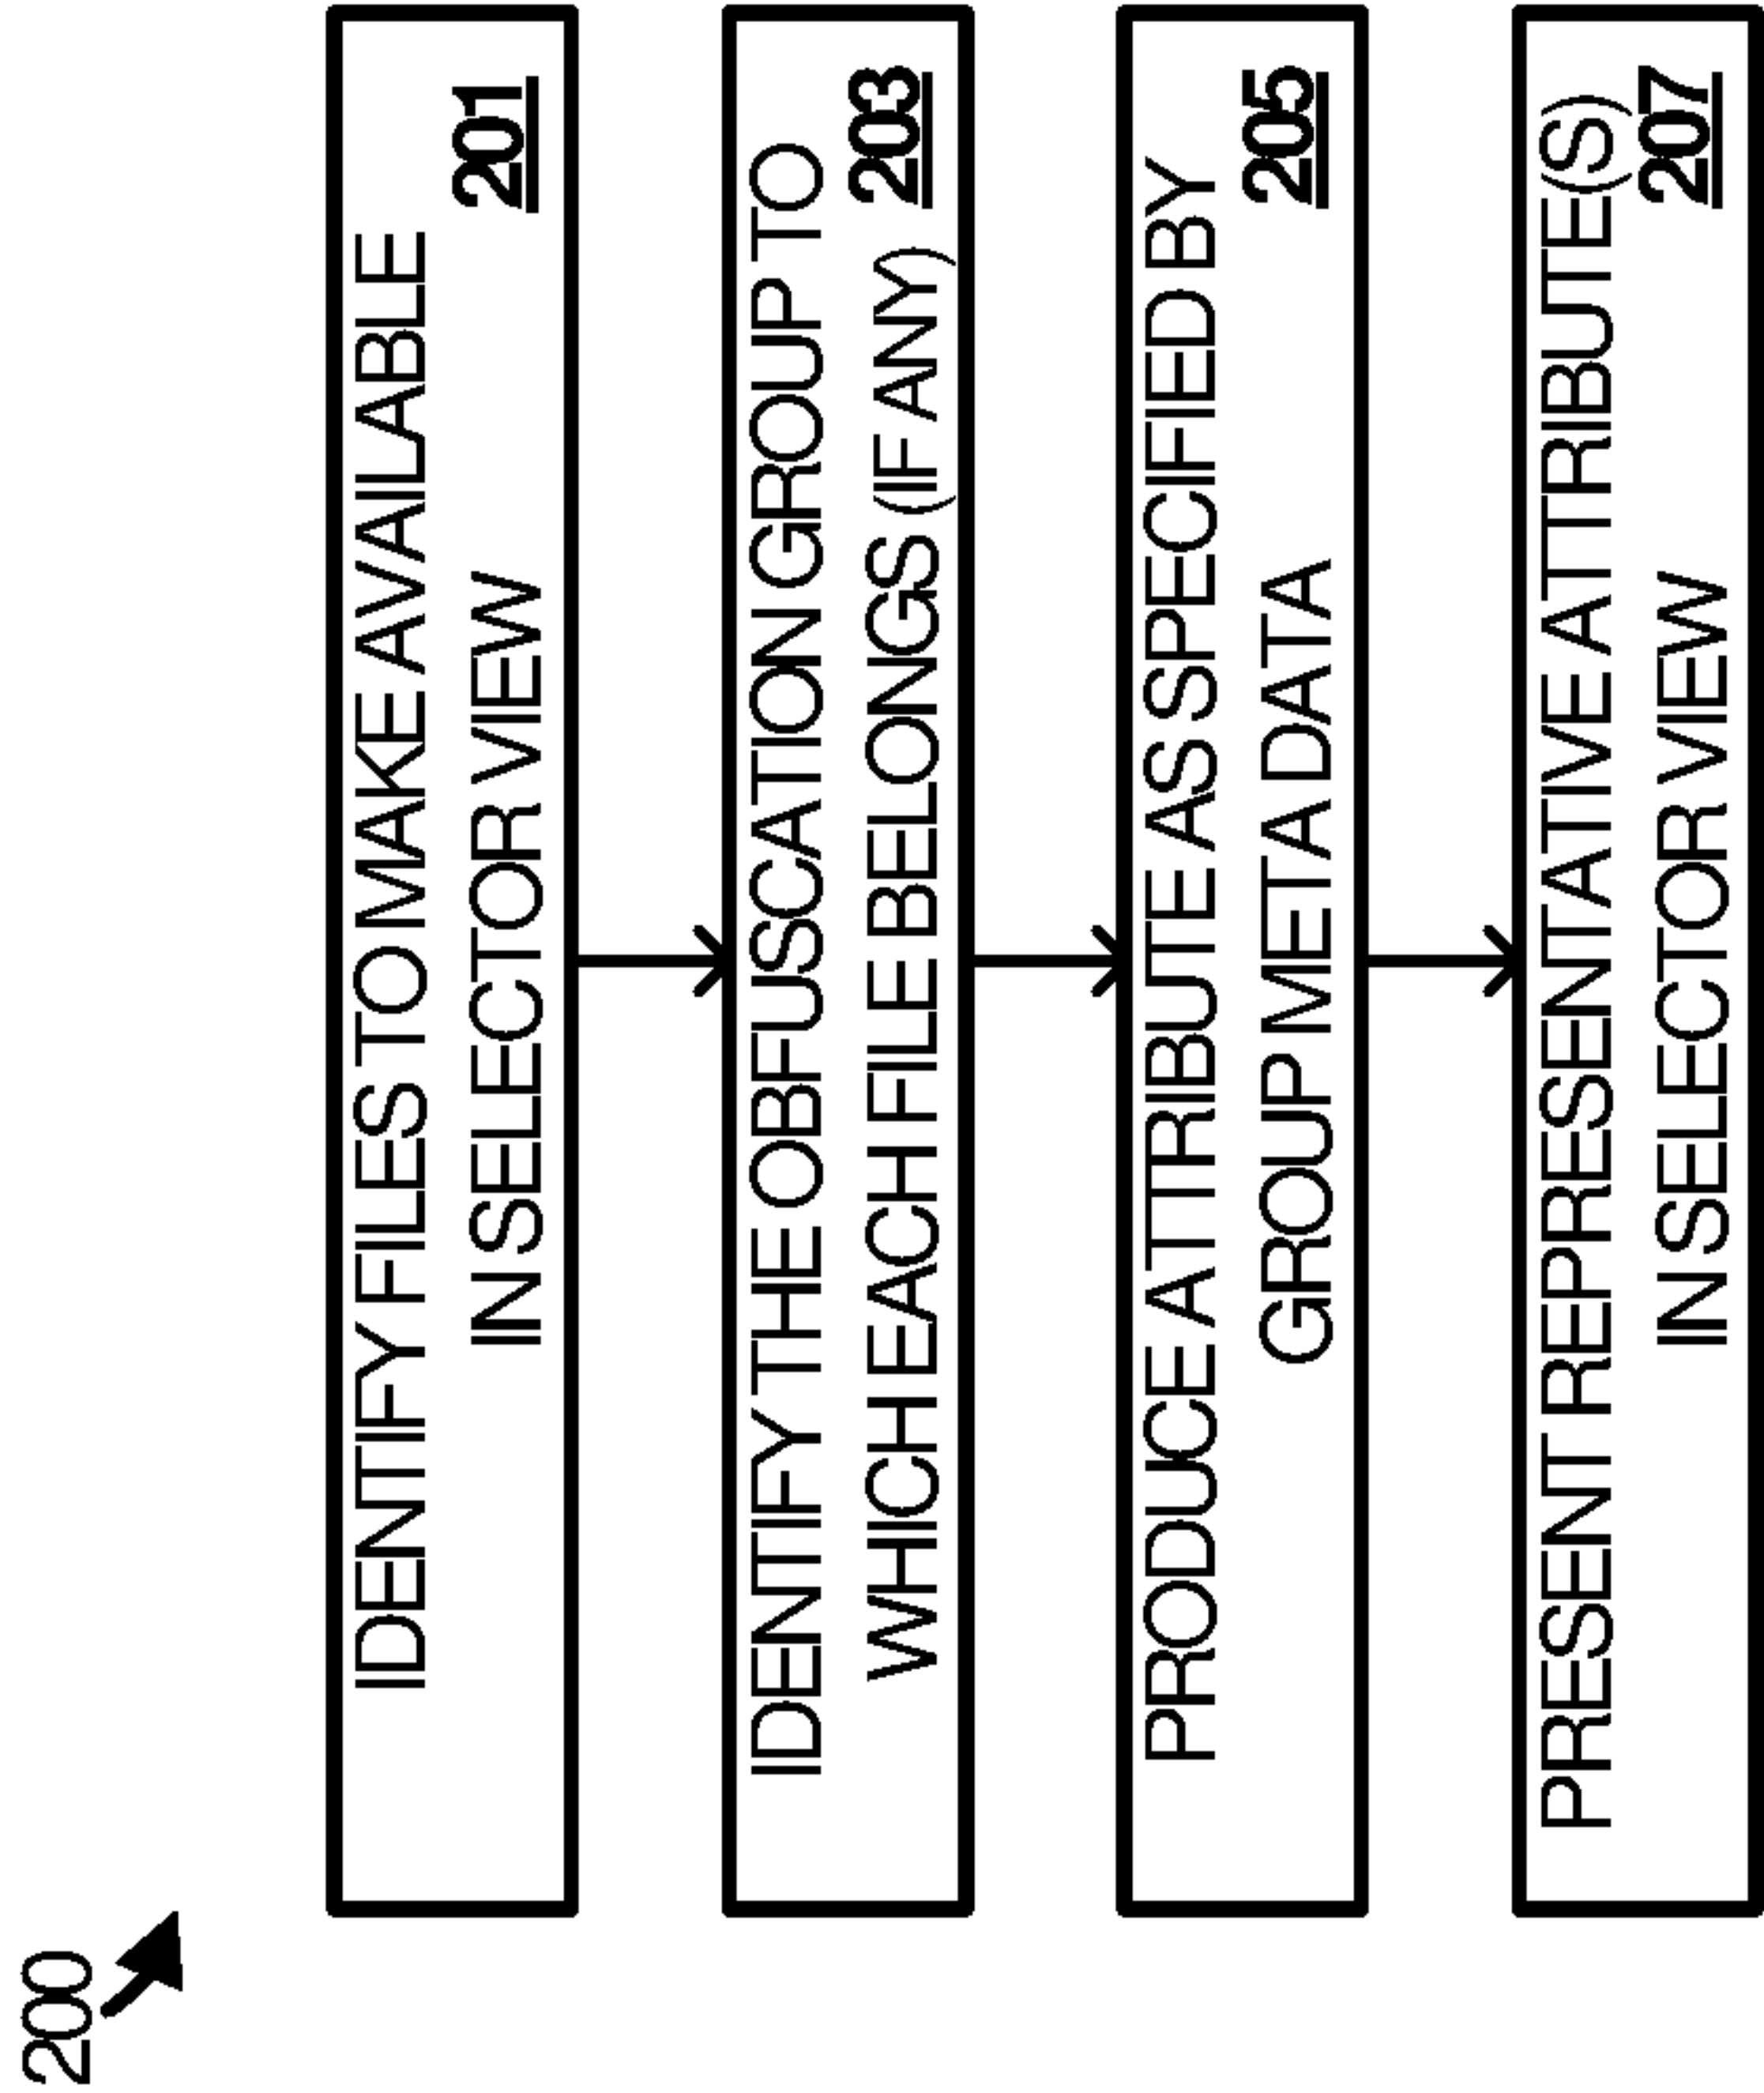 200
IDENTIFY FILES TO MAKE AVAILABLE
IN SELECTOR VIEW
201
IDENTIFY THE OBFUSCATION GROUP TO
WHICH EACH FILE BELONGS (IF ANY)
203
PRODUCE ATTRIBUTE AS SPECIFIED BY
GROUP META DATA
205
PRESENT REPRESENTATIVE ATTRIBUTE(S)
IN SELECTOR VIEW
207